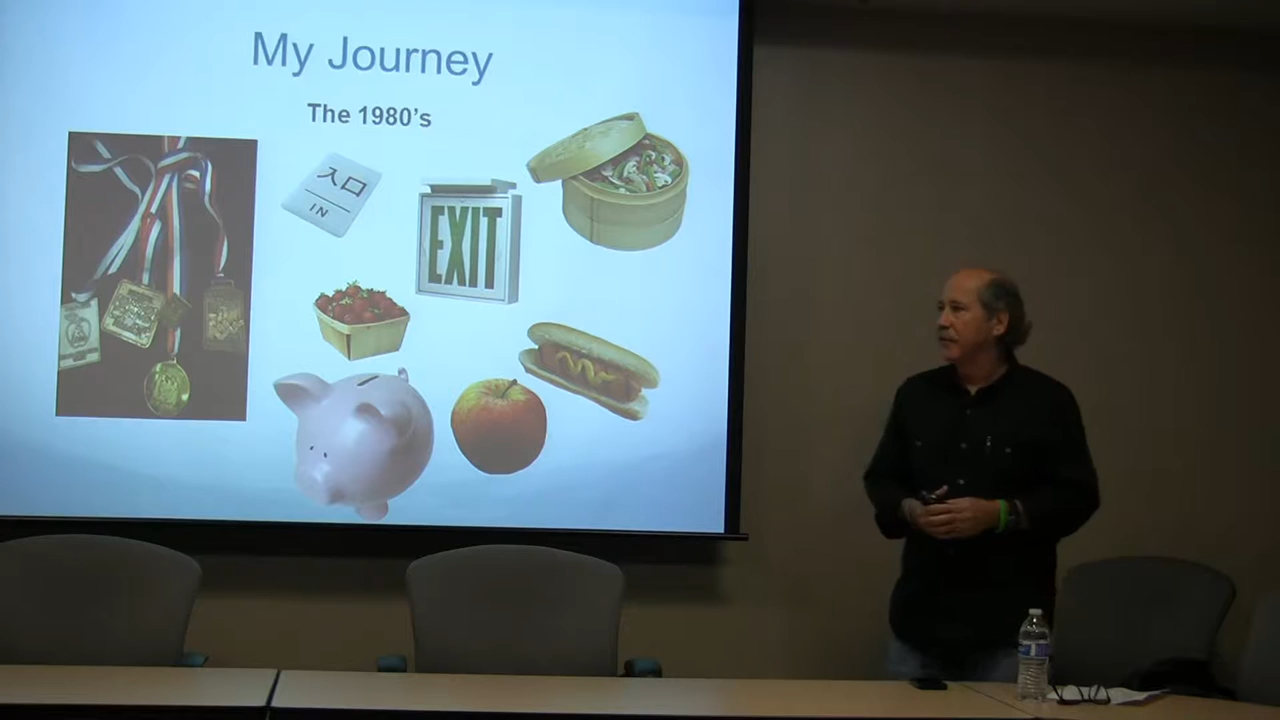 My Journey
The 1980's
入口
IN
EXIT